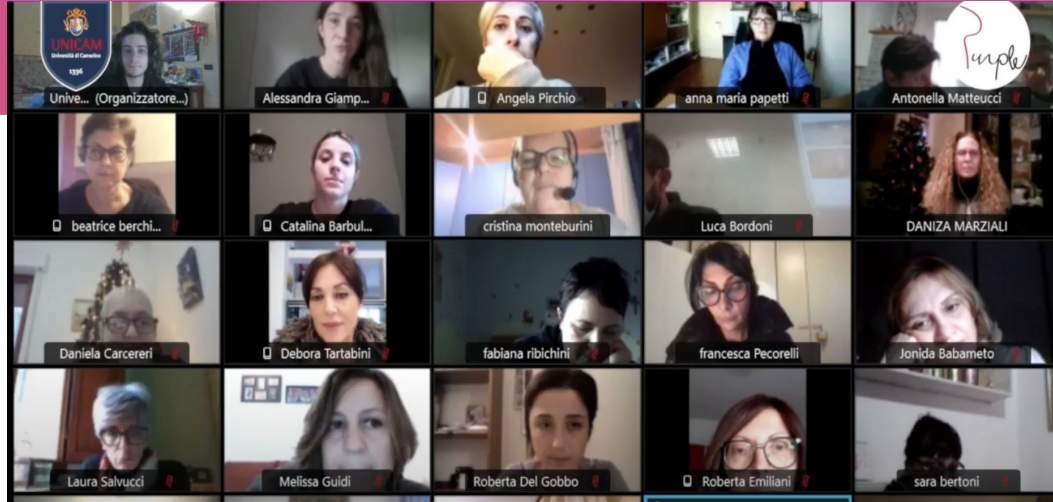 UNICAM
Università di Camerino
1336
Purple
Unive... (Organizzatore...)
Alessandra Giamp...
Angela Pirchio
anna maria papetti
Antonella Matteucci
beatrice berchi...
Catalina Barbul...
cristina monteburini
Luca Bordoni
DANIZA MARZIALI
Daniela Carcereri
Debora Tartabini
fabiana ribichini
francesca Pecorelli
Jonida Babameto
Laura Salvucci
Melissa Guidi
Roberta Del Gobbo
Roberta Emiliani
sara bertoni